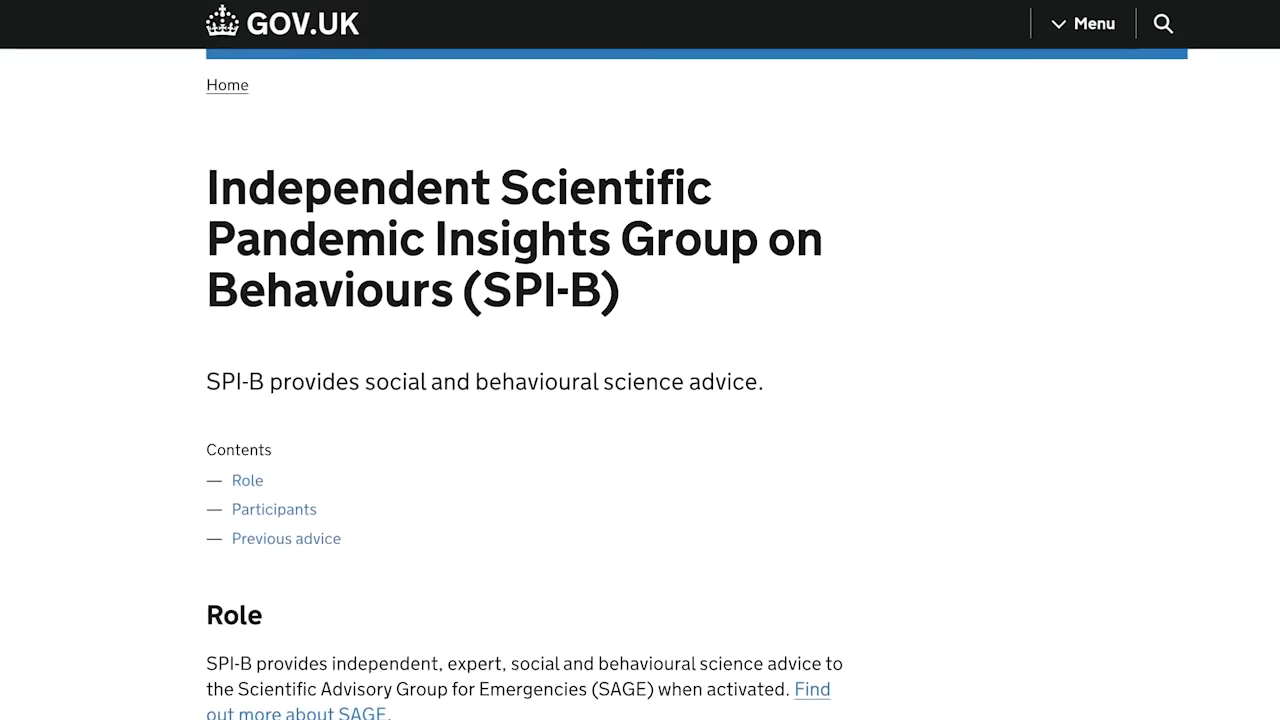 GOV.UK
Menu
Home
Independent Scientific
Pandemic Insights Group on
Behaviours (SPI-B)
SPI-B provides social and behavioural science advice.
Contents
— Role
— Participants
— Previous advice
Role
SPI-B provides independent, expert, social and behavioural science advice to
the Scientific Advisory Group for Emergencies (SAGE) when activated. Find
out more about SAGE.